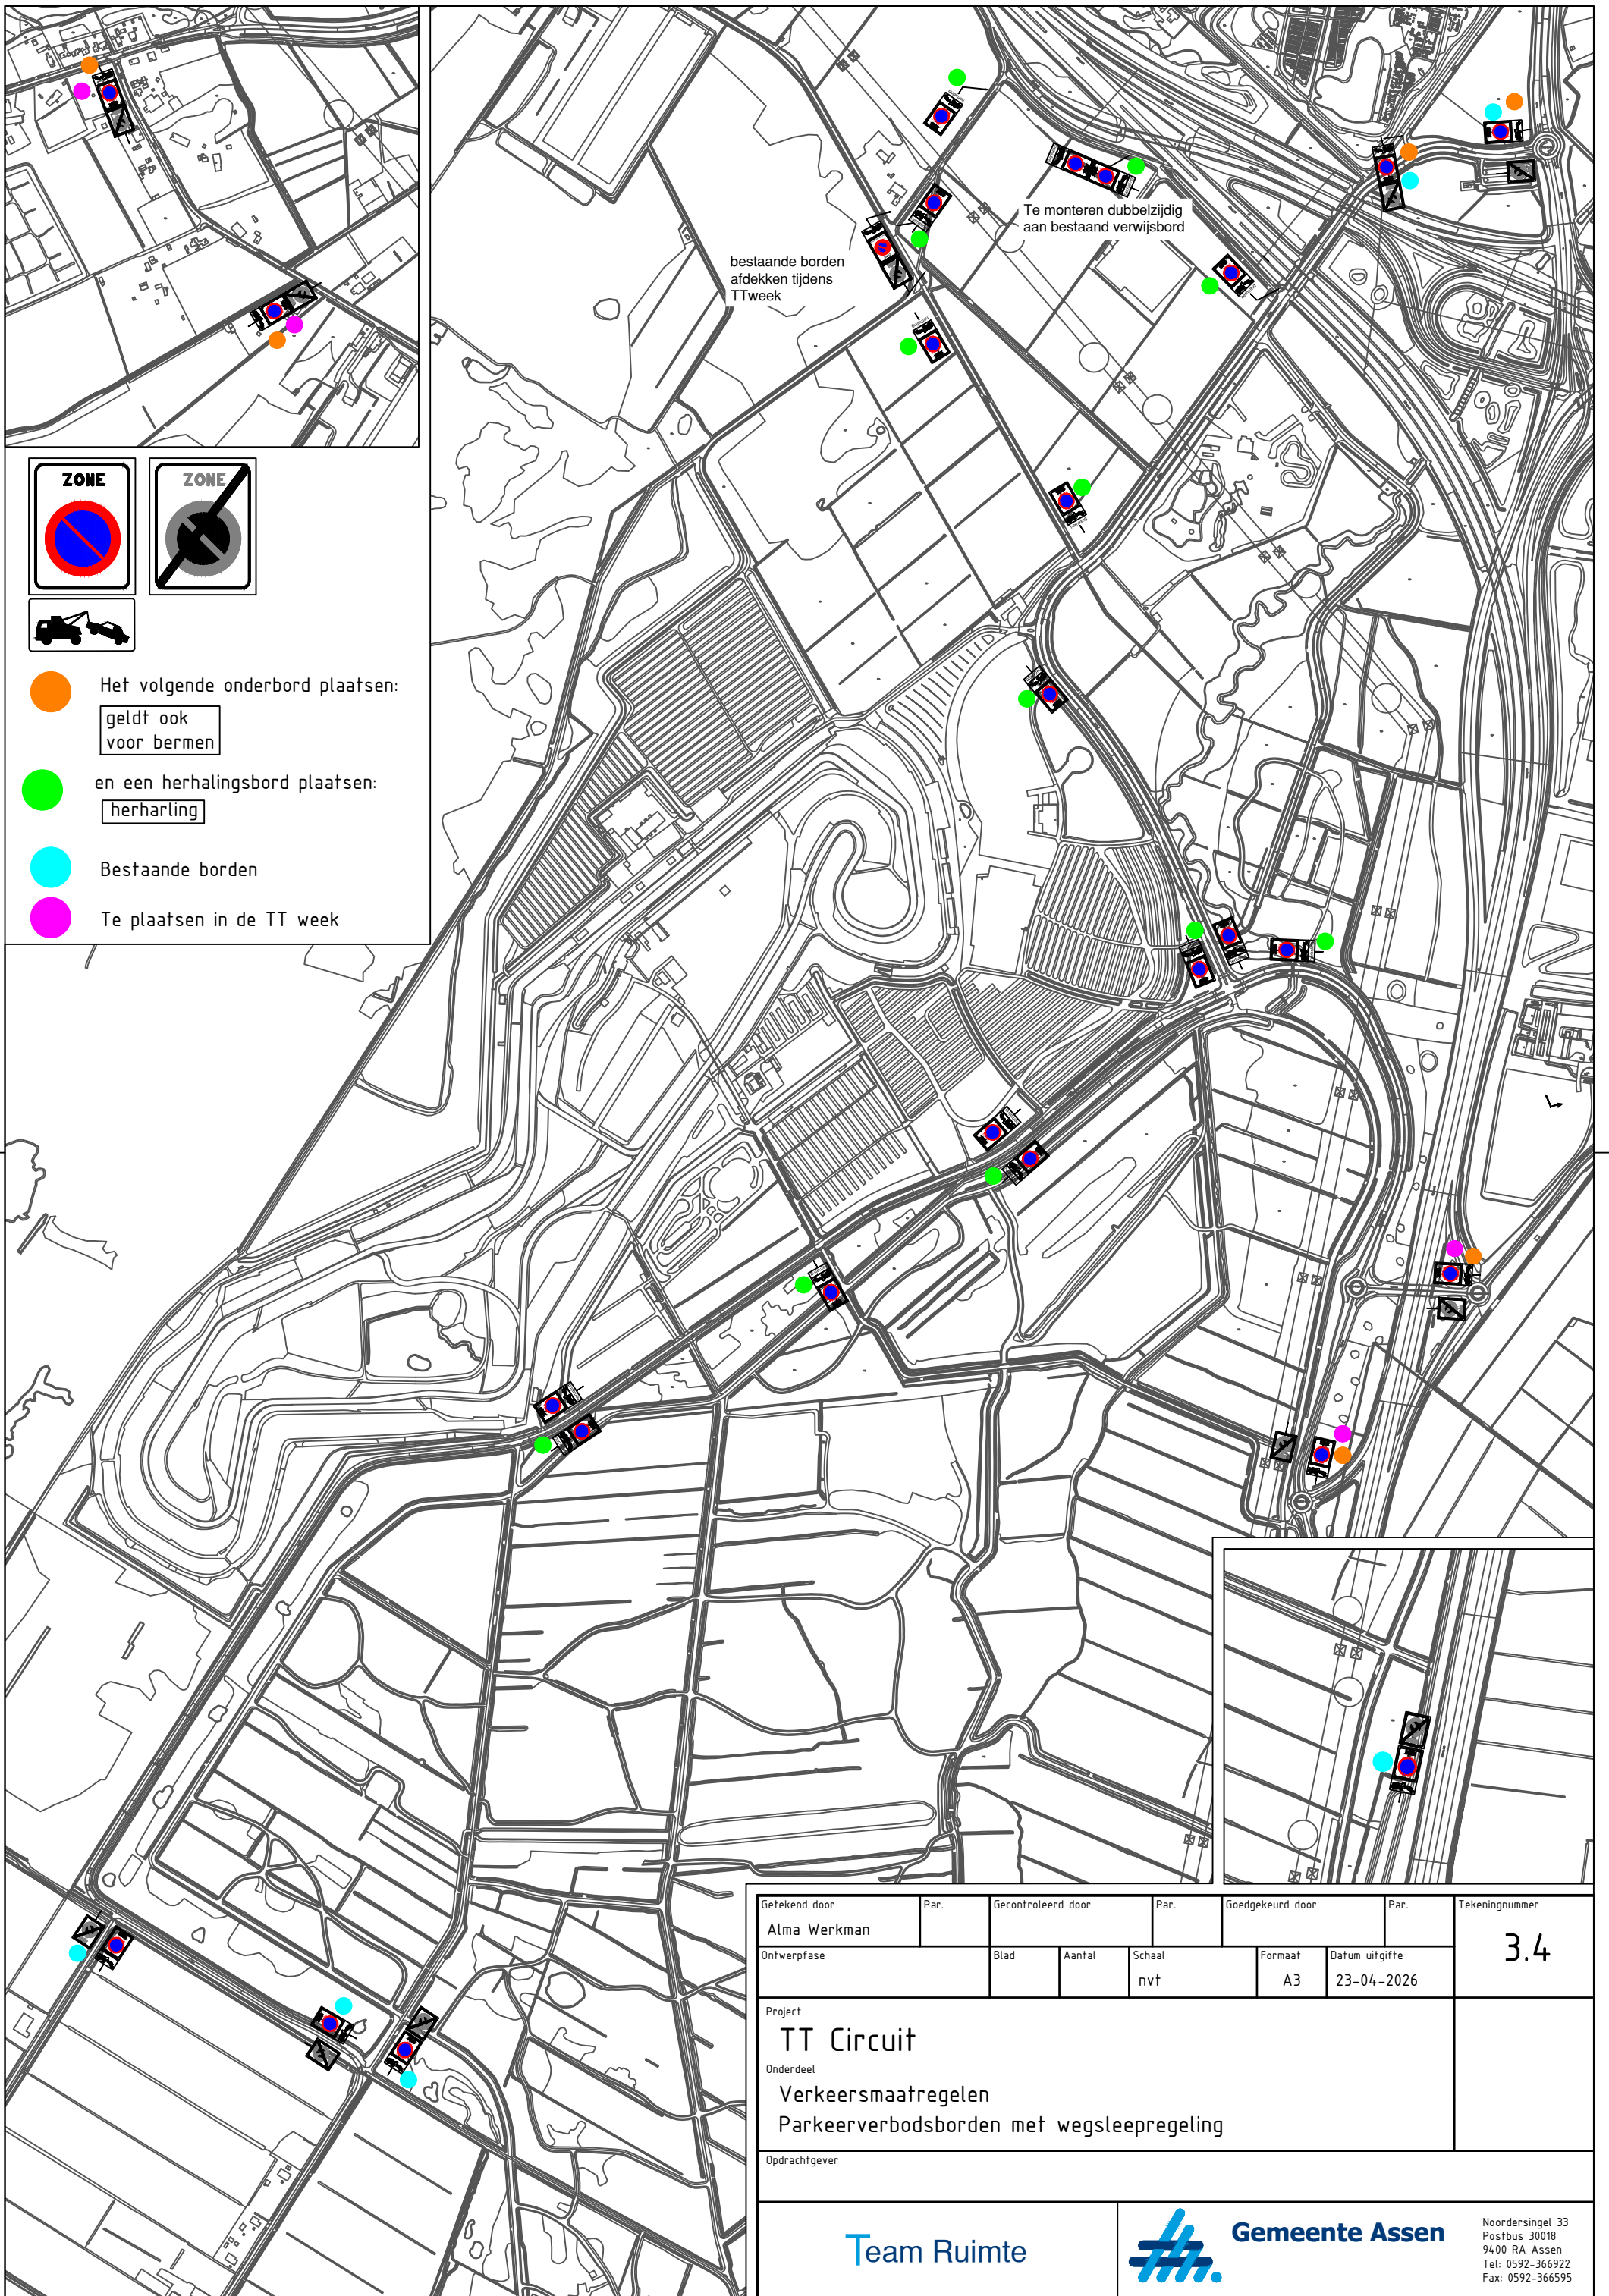 Te monteren dubbelzijdig
aan bestaand verwijsbord
bestaande borden
afdekken tijdens
TTweek
ZONE
ZONE
Het volgende onderbord plaatsen:
geldt ook
voor bermen
en een herhalingsbord plaatsen:
herharling
Bestaande borden
Te plaatsen in de TT week
Getekend door
Par.
Gecontroleerd door
Par.
Goedgekeurd door
Par.
Tekeningnummer
Alma Werkman
3.4
Ontwerpfase
Blad
Aantal
Schaal
Formaat
Datum uitgifte
nvt
A3
23-04-2026
Project
TT Circuit
Onderdeel
Verkeersmaatregelen
Parkeerverbodsborden met wegsleepregeling
Opdrachtgever
Team Ruimte
Gemeente Assen
Noordersingel 33
Postbus 30018
9400 RA Assen
Tel: 0592-366922
Fax: 0592-366595